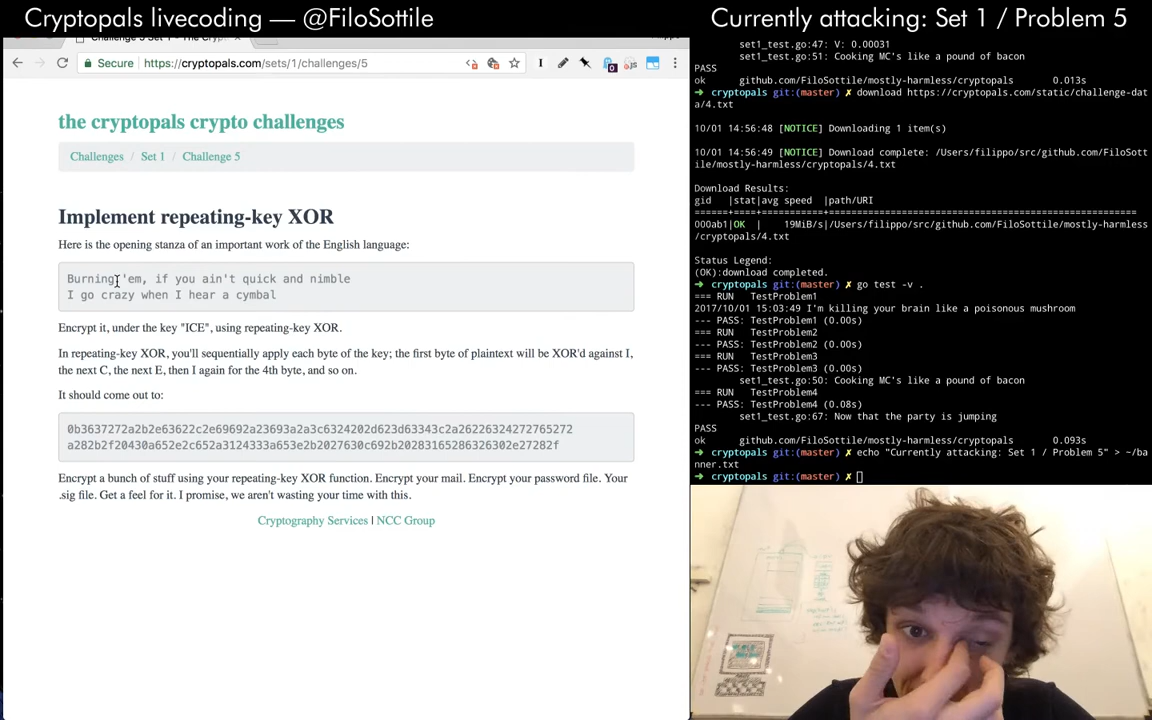 Cryptopals livecoding — @FiloSottile
Currently attacking: Set 1 / Problem 5
Challenge 5 Set 1 - The Cryp
Secure https://cryptopals.com/sets/1/challenges/5
the cryptopals crypto challenges
Challenges / Set 1 / Challenge 5
Implement repeating-key XOR
Here is the opening stanza of an important work of the English language:
Burning 'em, if you ain't quick and nimble
I go crazy when I hear a cymbal
Encrypt it, under the key "ICE", using repeating-key XOR.
In repeating-key XOR, you'll sequentially apply each byte of the key; the first byte of plaintext will be XOR'd against I,
the next C, the next E, then I again for the 4th byte, and so on.
It should come out to:
0b3637272a2b2e63622c2e69692a23693a2a3c6324202d623d63343c2a26226324272765272
a282b2f20430a652e2c652a3124333a653e2b2027630c692b20283165286326302e27282f
Encrypt a bunch of stuff using your repeating-key XOR function. Encrypt your mail. Encrypt your password file. Your
.sig file. Get a feel for it. I promise, we aren't wasting your time with this.
Cryptography Services | NCC Group
set1_test.go:47: V: 0.00031
set1_test.go:51: Cooking MC's like a pound of bacon
PASS
ok github.com/FiloSottile/mostly-harmless/cryptopals 0.013s
➜ cryptopals git:(master) ✗ download https://cryptopals.com/static/challenge-dat
a/4.txt
10/01 14:56:48 [NOTICE] Downloading 1 item(s)
10/01 14:56:49 [NOTICE] Download complete: /Users/filippo/src/github.com/FiloSott
ile/mostly-harmless/cryptopals/4.txt
Download Results:
gid |stat|avg speed |path/URI
======+====+===========+=======================================================
000ab1|OK | 19MiB/s|/Users/filippo/src/github.com/FiloSottile/mostly-harmless
/cryptopals/4.txt
Status Legend:
(OK):download completed.
➜ cryptopals git:(master) ✗ go test -v .
=== RUN TestProblem1
2017/10/01 15:03:49 I'm killing your brain like a poisonous mushroom
--- PASS: TestProblem1 (0.00s)
=== RUN TestProblem2
--- PASS: TestProblem2 (0.00s)
=== RUN TestProblem3
--- PASS: TestProblem3 (0.00s)
set1_test.go:50: Cooking MC's like a pound of bacon
=== RUN TestProblem4
--- PASS: TestProblem4 (0.08s)
set1_test.go:67: Now that the party is jumping
PASS
ok github.com/FiloSottile/mostly-harmless/cryptopals 0.093s
➜ cryptopals git:(master) ✗ echo "Currently attacking: Set 1 / Problem 5" > ~/ba
nner.txt
➜ cryptopals git:(master) ✗